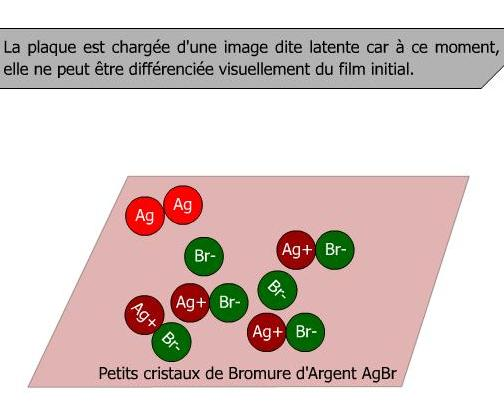 La plaque est chargée d'une image dite latente car à ce moment,
elle ne peut être différenciée visuellement du film initial.
Ag
Ag
Br-
Ag+ Br-
Br-
Ag+ Br-
Ag+
Br-
Ag+ Br-
Petits cristaux de Bromure d'Argent AgBr